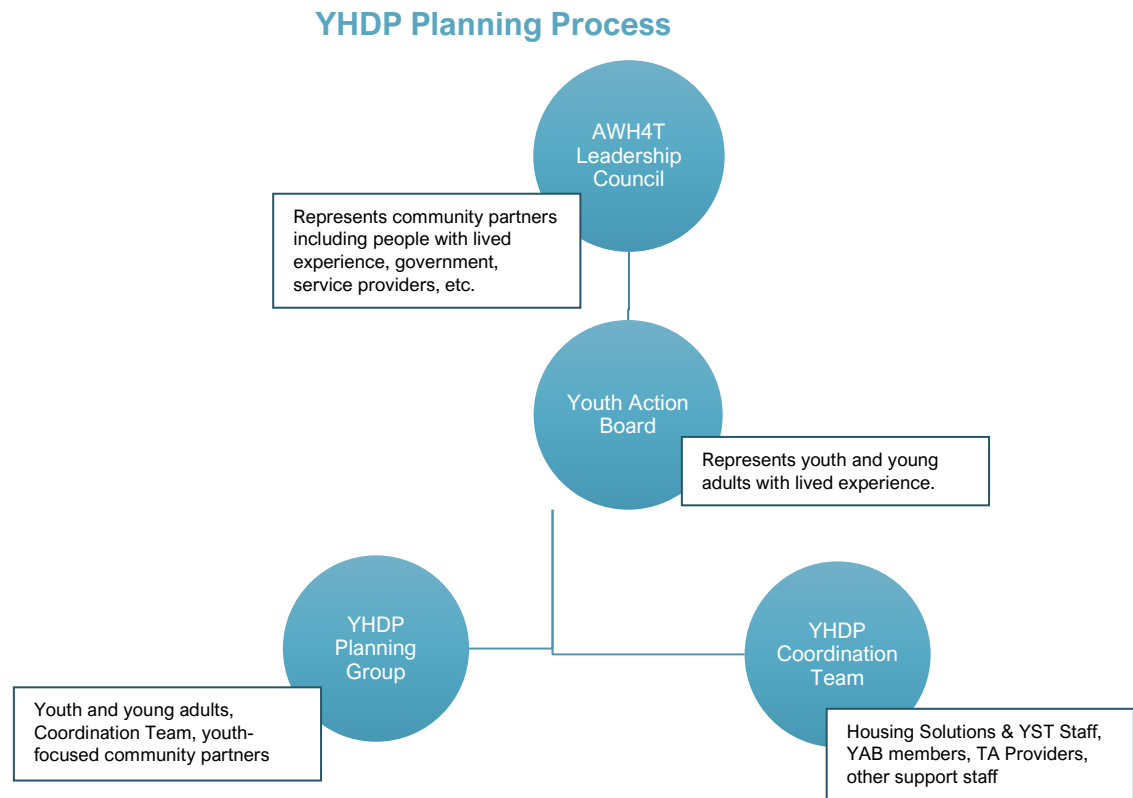 YHDP Planning Process
AWH4T
Leadership
Council
Represents community partners
including people with lived
experience, government,
service providers, etc.
Youth Action
Board
Represents youth and young
adults with lived experience.
YHDP
Planning
Group
Youth and young adults,
Coordination Team, youth-
focused community partners
YHDP
Coordination
Team
Housing Solutions & YST Staff,
YAB members, TA Providers,
other support staff